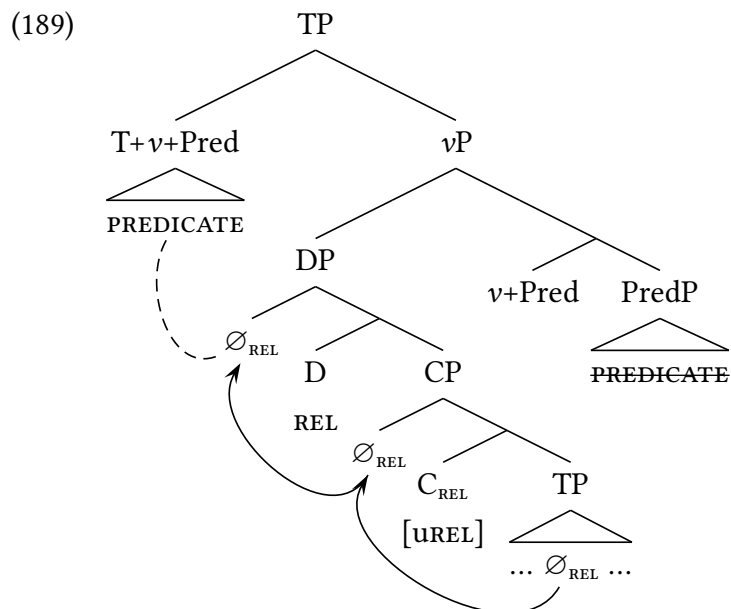 (189) TP
T+v+Pred vP
PREDICATE
DP
v+Pred PredP
∅REL D CP PREDICATE
REL
∅REL CREL TP
[uREL]
... ∅REL ...